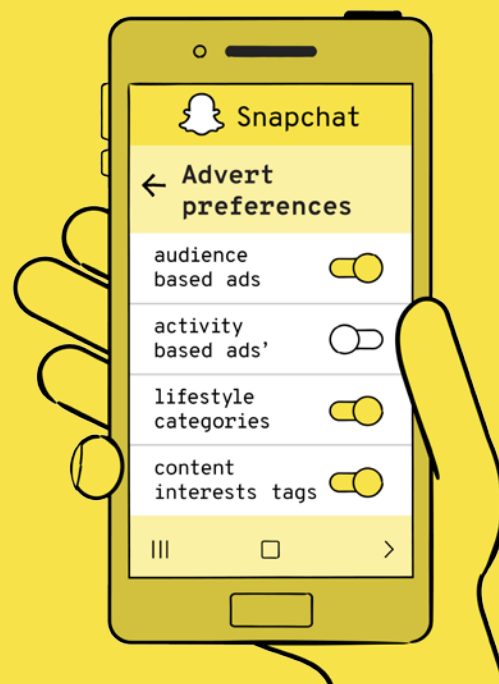 Snapchat
Advert
preferences
audience
based ads
activity
based ads’
lifestyle
categories
content
interests tags